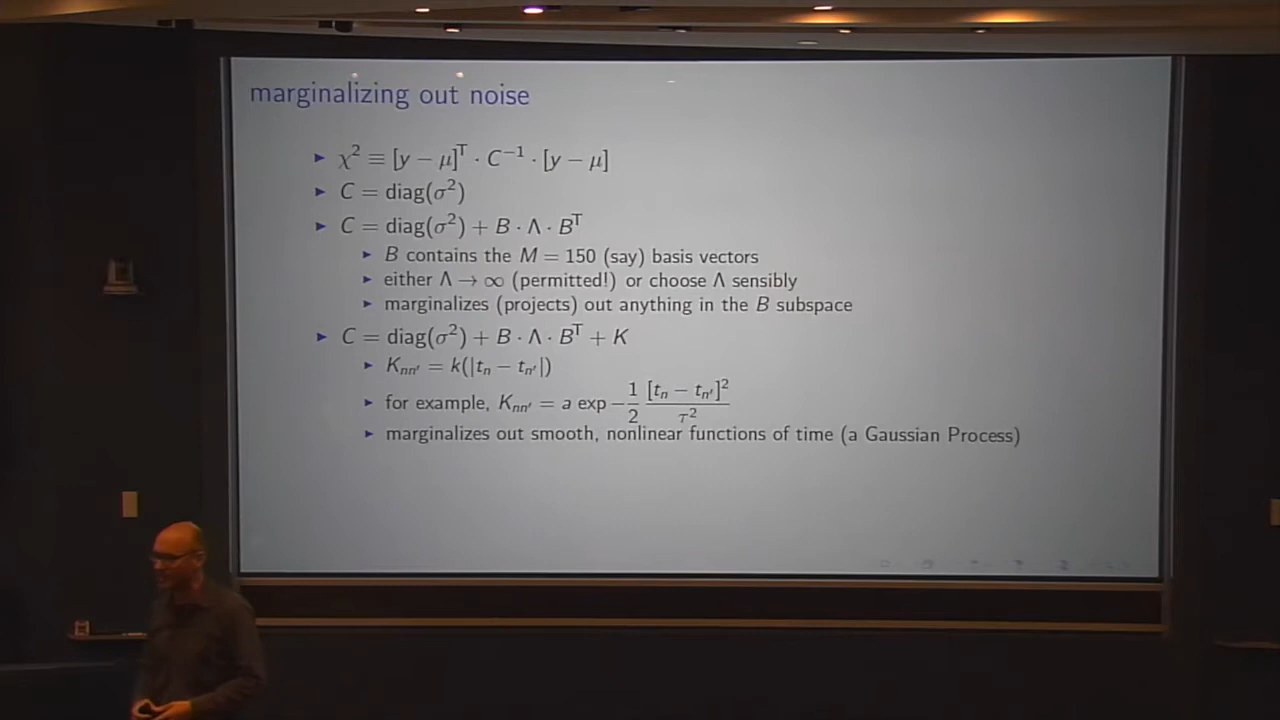 marginalizing out noise
▶ χ² ≡ [y − μ]ᵀ · C⁻¹ · [y − μ]
▶ C = diag(σ²)
▶ C = diag(σ²) + B · Λ · Bᵀ
▶ B contains the M = 150 (say) basis vectors
▶ either Λ → ∞ (permitted!) or choose Λ sensibly
▶ marginalizes (projects) out anything in the B subspace
▶ C = diag(σ²) + B · Λ · Bᵀ + K
▶ Kₙₙ′ = k(|tₙ − tₙ′|)
▶ for example, Kₙₙ′ = a exp −1/2 [tₙ − tₙ′]²/τ²
▶ marginalizes out smooth, nonlinear functions of time (a Gaussian Process)